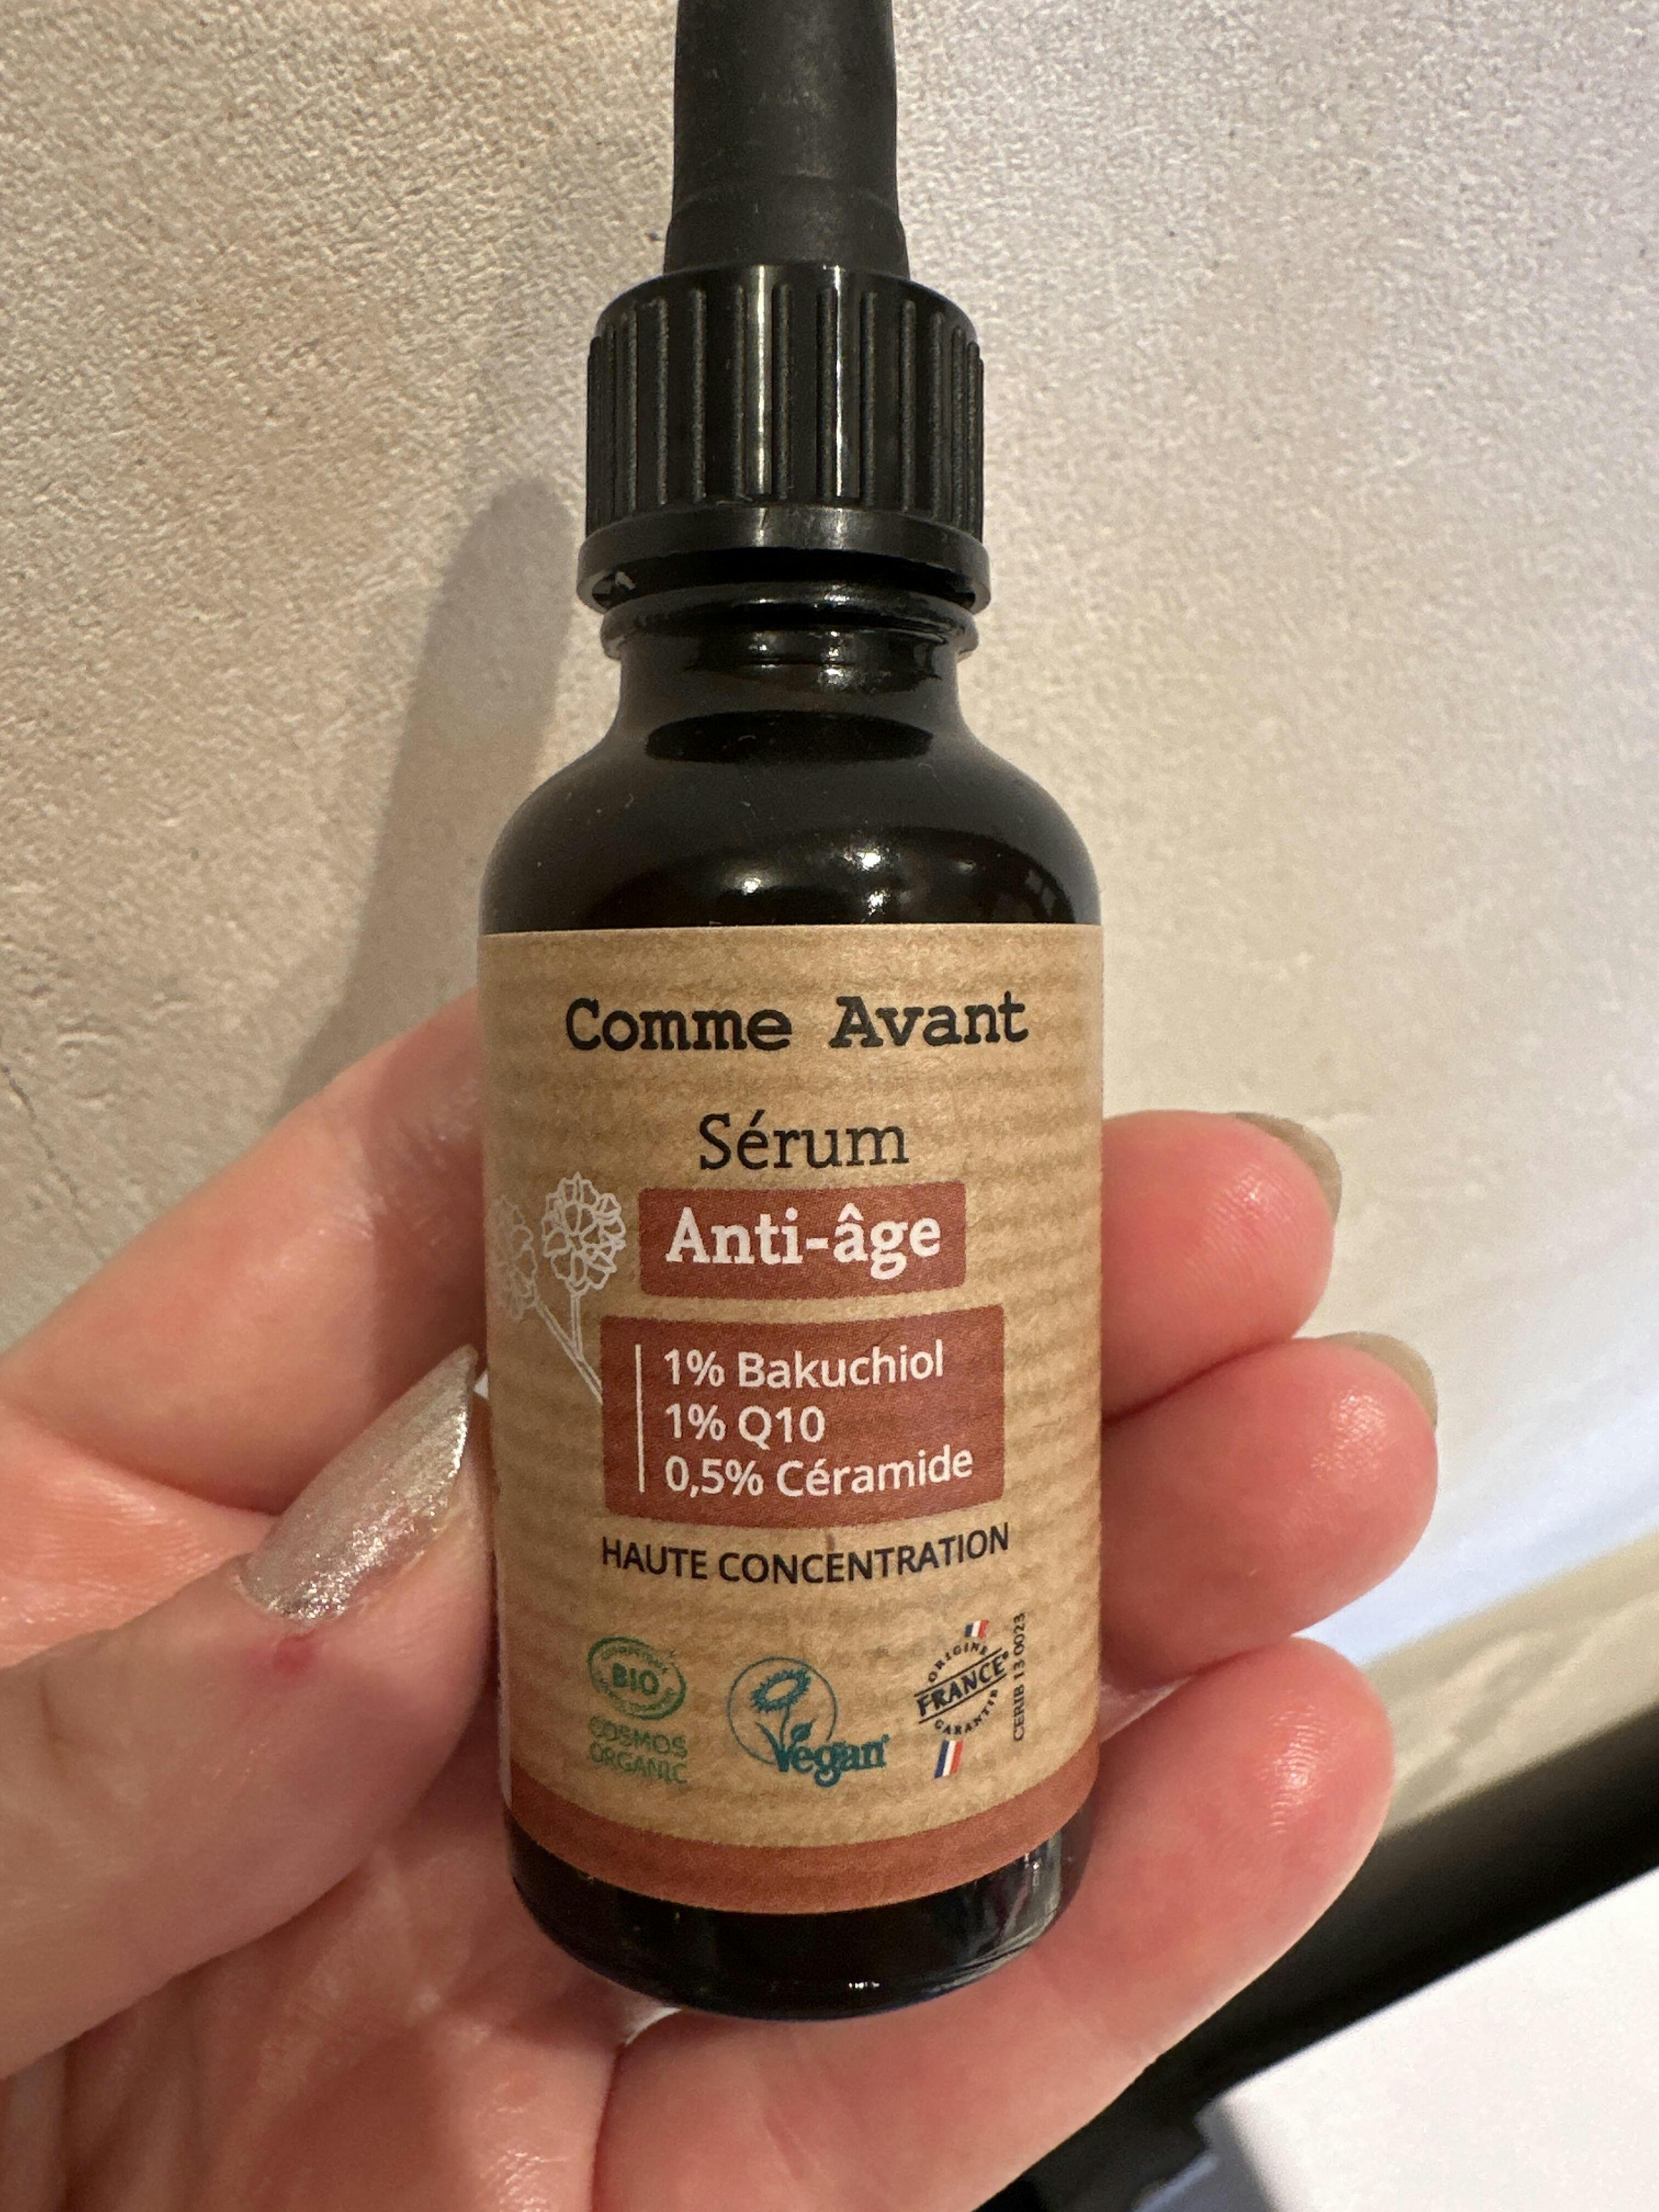 Comme Avant
Sérum
Anti-âge
1% Bakuchiol
1% Q10
0,5% Céramide
HAUTE CONCENTRATION
BIO
COSMOS
ORGANIC
Vegan
ORIGINE
FRANCE
GARANTIE
CERIB 13 0023